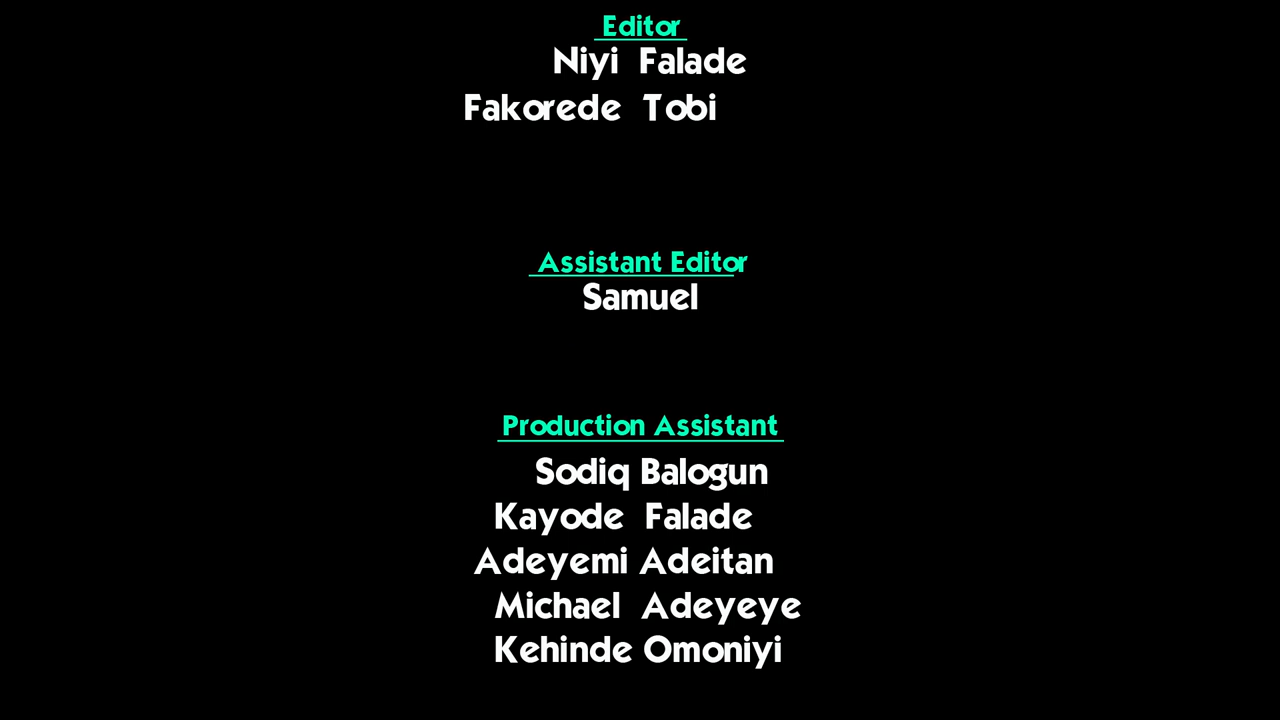 Editor
Niyi Falade
Fakorede Tobi
Assistant Editor
Samuel
Production Assistant
Sodiq Balogun
Kayode Falade
Adeyemi Adeitan
Michael Adeyeye
Kehinde Omoniyi